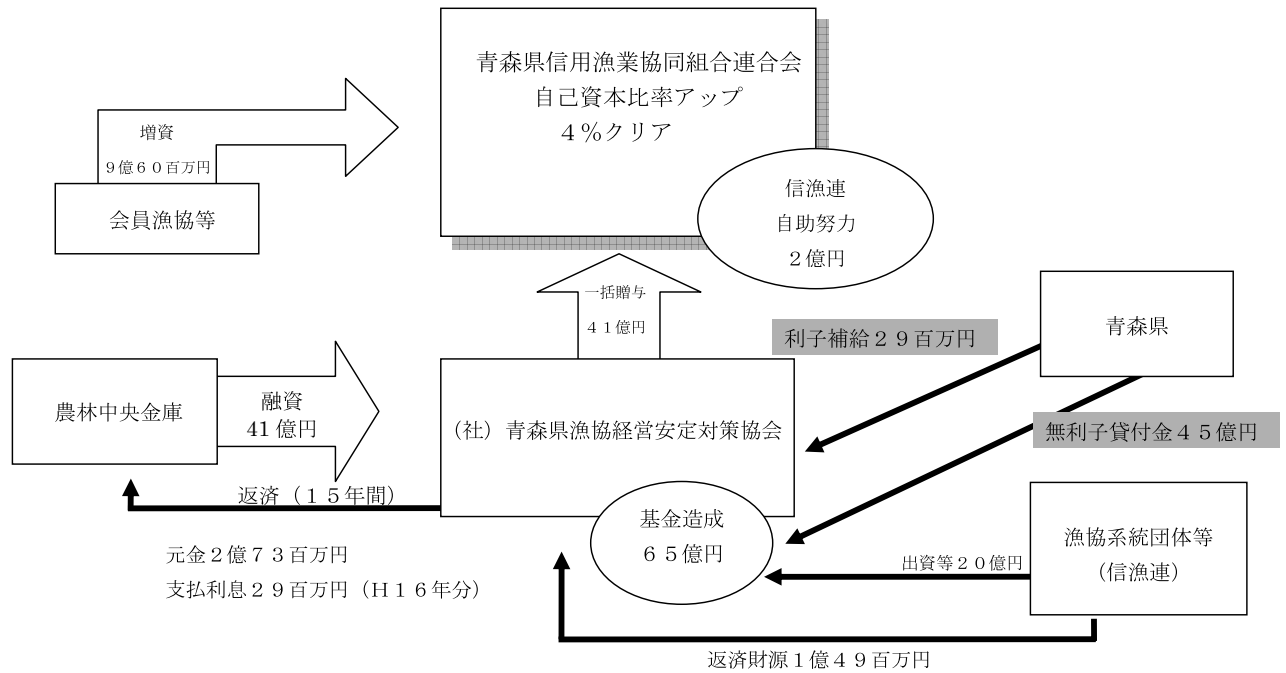 青森県信用漁業協同組合連合会
自己資本比率アップ
４％クリア
増資
９億６０百万円
会員漁協等
信漁連
自助努力
２億円
一括贈与
４１億円
青森県
利子補給２９百万円
農林中央金庫
融資
41 億円
（社）青森県漁協経営安定対策協会
無利子貸付金４５億円
返済（１５年間）
基金造成
６５億円
元金２億７３百万円
支払利息２９百万円（H１６年分）
出資等２０億円
漁協系統団体等
（信漁連）
返済財源１億４９百万円